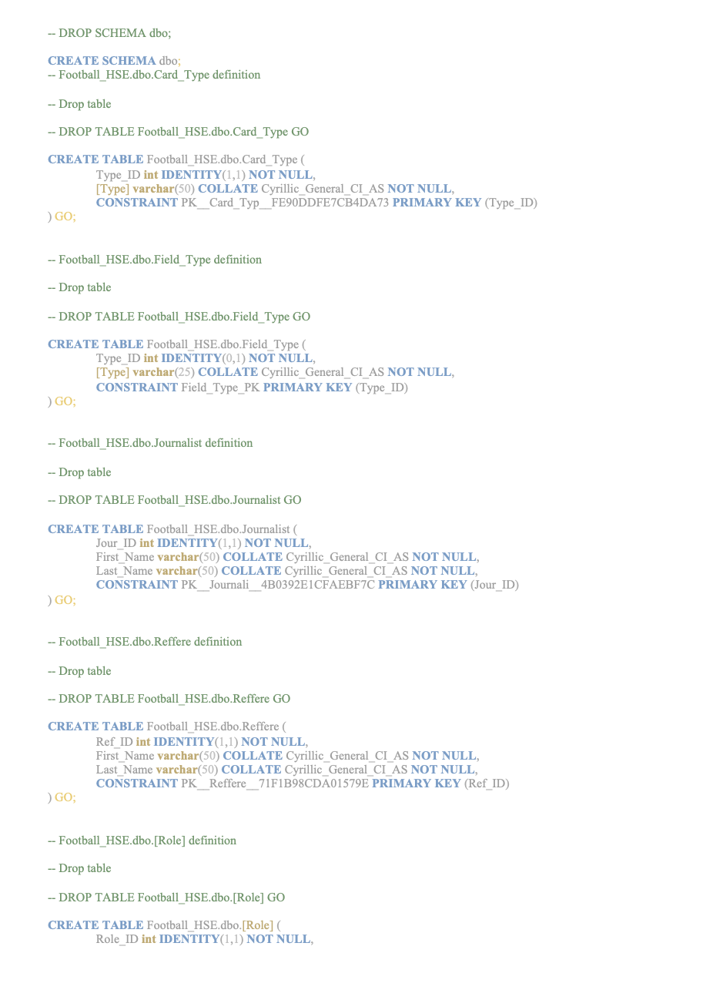 -- DROP SCHEMA dbo;
CREATE SCHEMA dbo;
-- Football_HSE.dbo.Card_Type definition
-- Drop table
-- DROP TABLE Football_HSE.dbo.Card_Type GO
CREATE TABLE Football_HSE.dbo.Card_Type (
Type_ID int IDENTITY(1,1) NOT NULL,
[Type] varchar(50) COLLATE Cyrillic_General_CI_AS NOT NULL,
CONSTRAINT PK__Card_Typ__FE90DDFE7CB4DA73 PRIMARY KEY (Type_ID)
) GO;
-- Football_HSE.dbo.Field_Type definition
-- Drop table
-- DROP TABLE Football_HSE.dbo.Field_Type GO
CREATE TABLE Football_HSE.dbo.Field_Type (
Type_ID int IDENTITY(0,1) NOT NULL,
[Type] varchar(25) COLLATE Cyrillic_General_CI_AS NOT NULL,
CONSTRAINT Field_Type_PK PRIMARY KEY (Type_ID)
) GO;
-- Football_HSE.dbo.Journalist definition
-- Drop table
-- DROP TABLE Football_HSE.dbo.Journalist GO
CREATE TABLE Football_HSE.dbo.Journalist (
Jour_ID int IDENTITY(1,1) NOT NULL,
First_Name varchar(50) COLLATE Cyrillic_General_CI_AS NOT NULL,
Last_Name varchar(50) COLLATE Cyrillic_General_CI_AS NOT NULL,
CONSTRAINT PK__Journali__4B0392E1CFAEBF7C PRIMARY KEY (Jour_ID)
) GO;
-- Football_HSE.dbo.Reffere definition
-- Drop table
-- DROP TABLE Football_HSE.dbo.Reffere GO
CREATE TABLE Football_HSE.dbo.Reffere (
Ref_ID int IDENTITY(1,1) NOT NULL,
First_Name varchar(50) COLLATE Cyrillic_General_CI_AS NOT NULL,
Last_Name varchar(50) COLLATE Cyrillic_General_CI_AS NOT NULL,
CONSTRAINT PK__Reffere__71F1B98CDA01579E PRIMARY KEY (Ref_ID)
) GO;
-- Football_HSE.dbo.[Role] definition
-- Drop table
-- DROP TABLE Football_HSE.dbo.[Role] GO
CREATE TABLE Football_HSE.dbo.[Role] (
Role_ID int IDENTITY(1,1) NOT NULL,